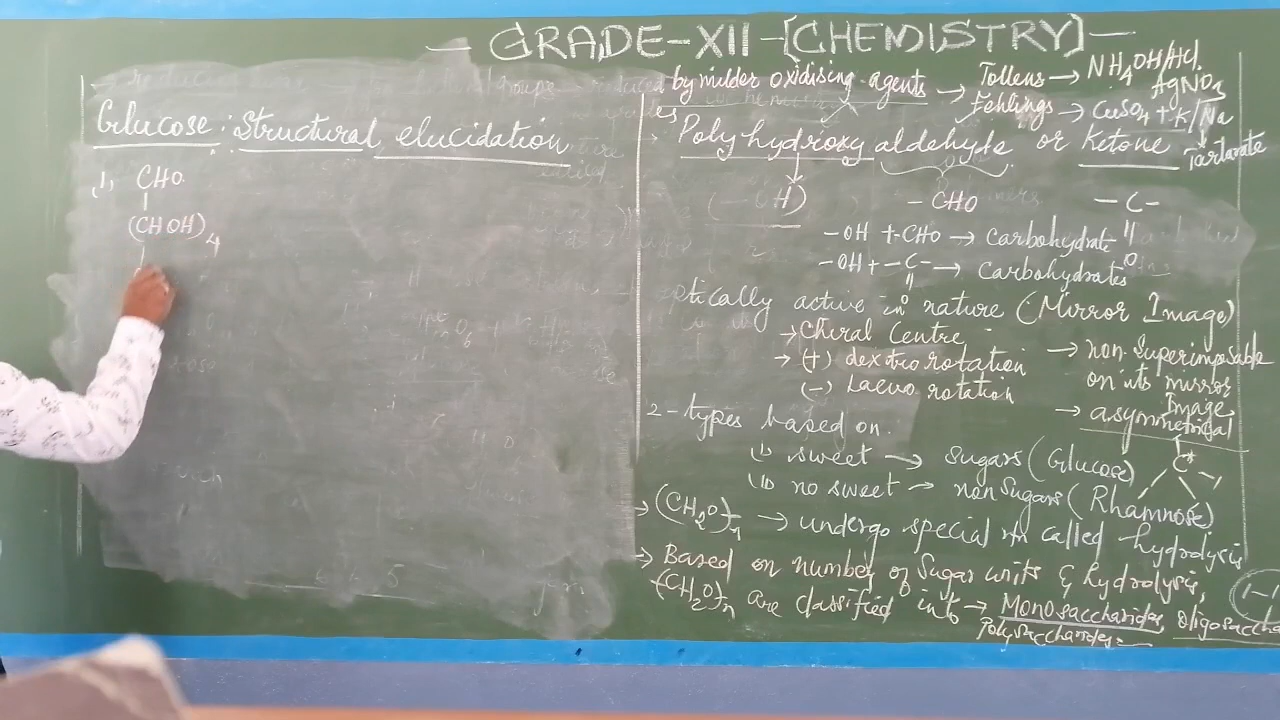 - GRADE-XII-[CHEMISTRY]-
Glucose: Structural elucidation
(1) CHO
(CHOH)4
by milder oxidising agents → Tollens → NH4OH/HCl, AgNO3
Fehlings → CuSO4 + K/Na
Tartarate
Polyhydroxy aldehyde or Ketone
- CHO
-C-
-OH + -CHO → Carbohydrate
O
-OH + -C- → Carbohydrates
O
optically active in nature (Mirror Image)
→ Chiral Centre
→ (+) dextro rotation
(-) Laevo rotation
→ non-Superimposable on its mirror Image
→ asymmetrical
C*
2-types based on.
(i) sweet → sugars (Glucose)
(ii) no sweet → non Sugars (Rhamnose)
→ (CH2O)n → undergo special rxn called hydrolysis
→ Based on number of Sugar units & hydrolysis,
(CH2O)n are classified into → Monosaccharides, Oligosaccha
Polysaccharides